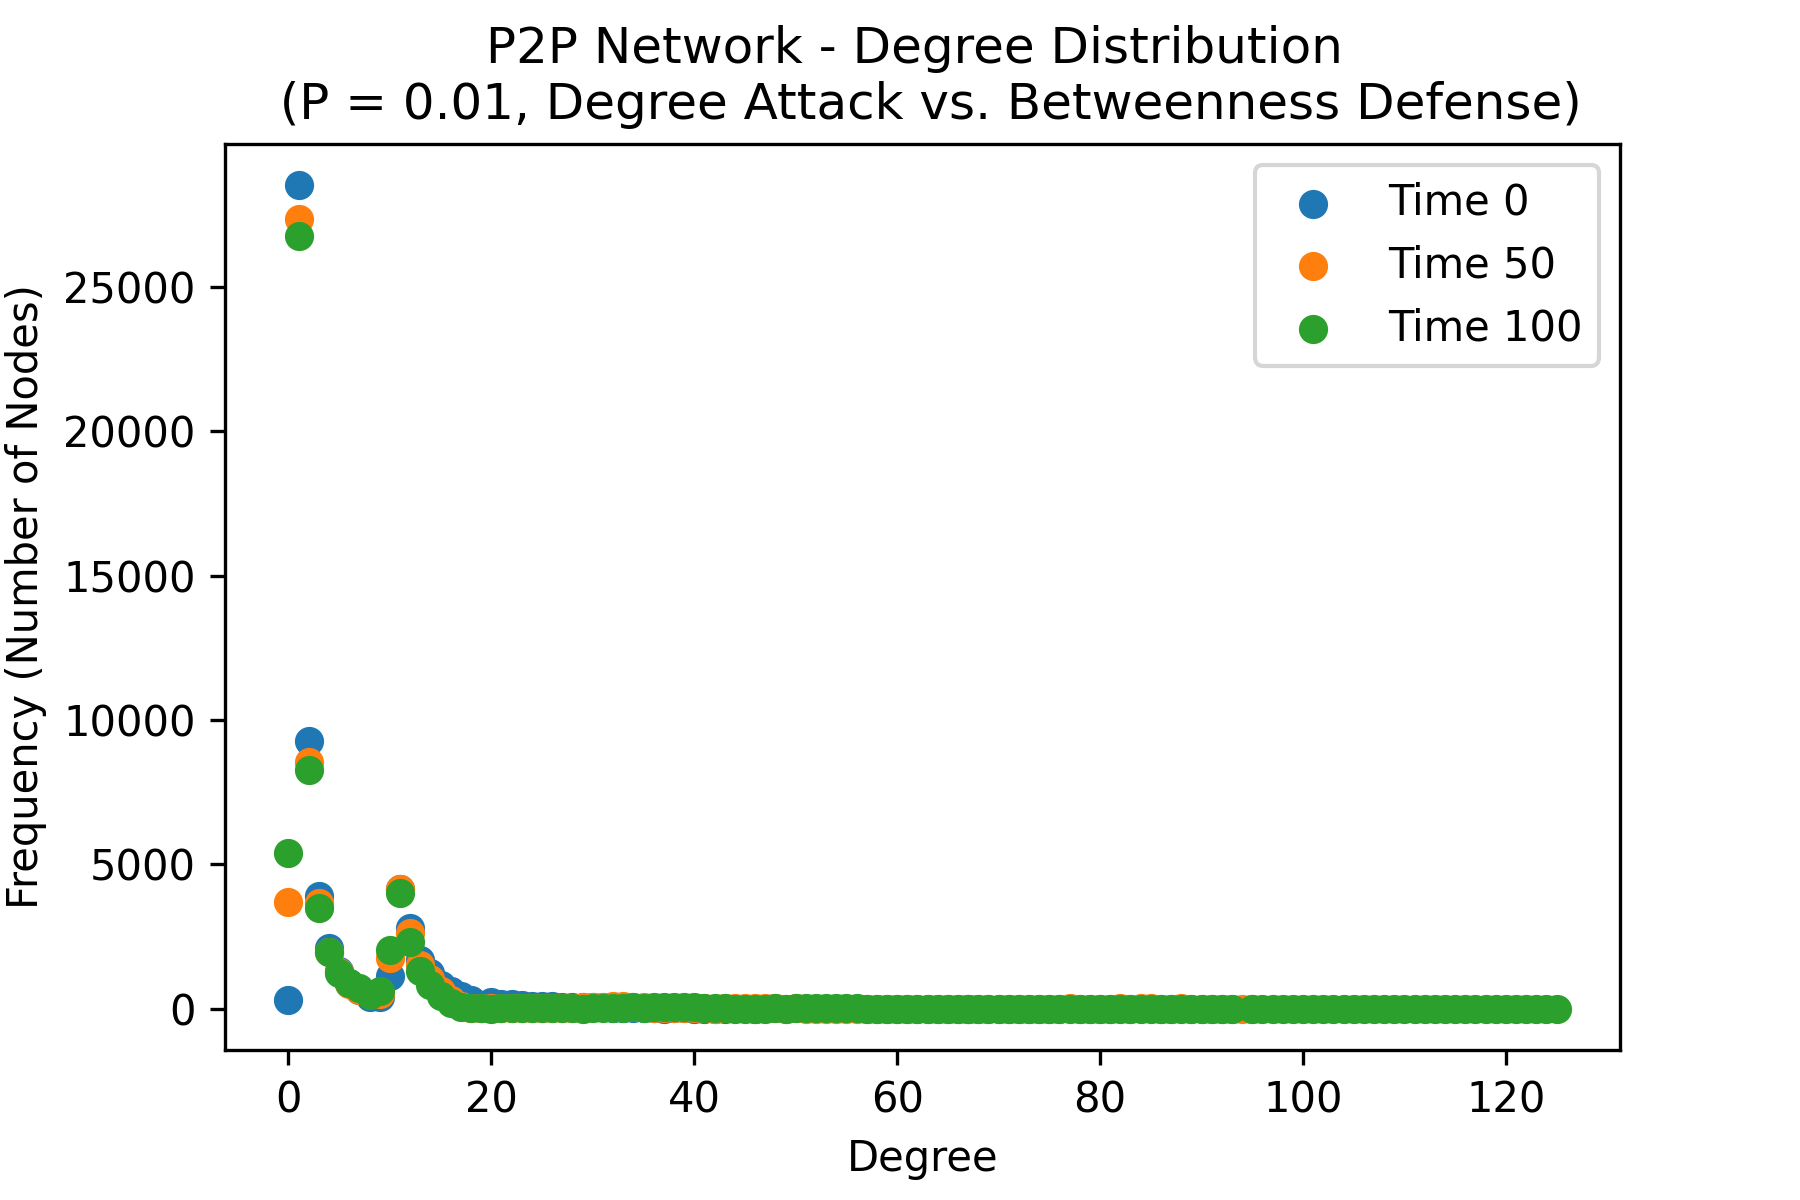 P2P Network - Degree Distribution
(P = 0.01, Degree Attack vs. Betweenness Defense)
Time 0
Time 50
Time 100
Frequency (Number of Nodes)
25000
20000
15000
10000
5000
0
0 20 40 60 80 100 120
Degree